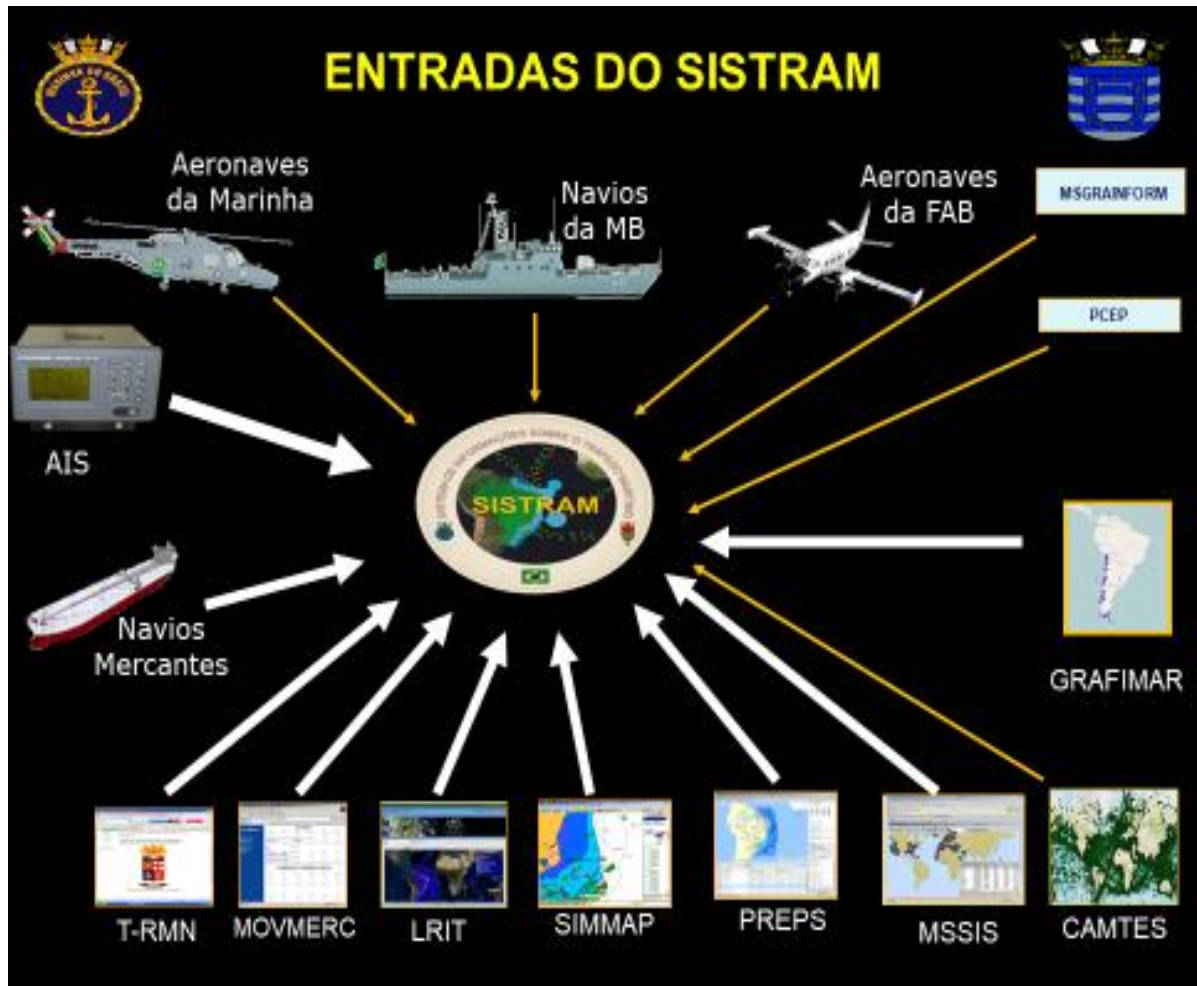 ENTRADAS DO SISTRAM
Aeronaves
da Marinha
Navios
da MB
Aeronaves
da FAB
MSGRAINFORM
PCEP
AIS
SISTRAM
Navios
Mercantes
GRAFIMAR
T-RMN
MOVMERC
LRIT
SIMMAP
PREPS
MSSIS
CAMTES